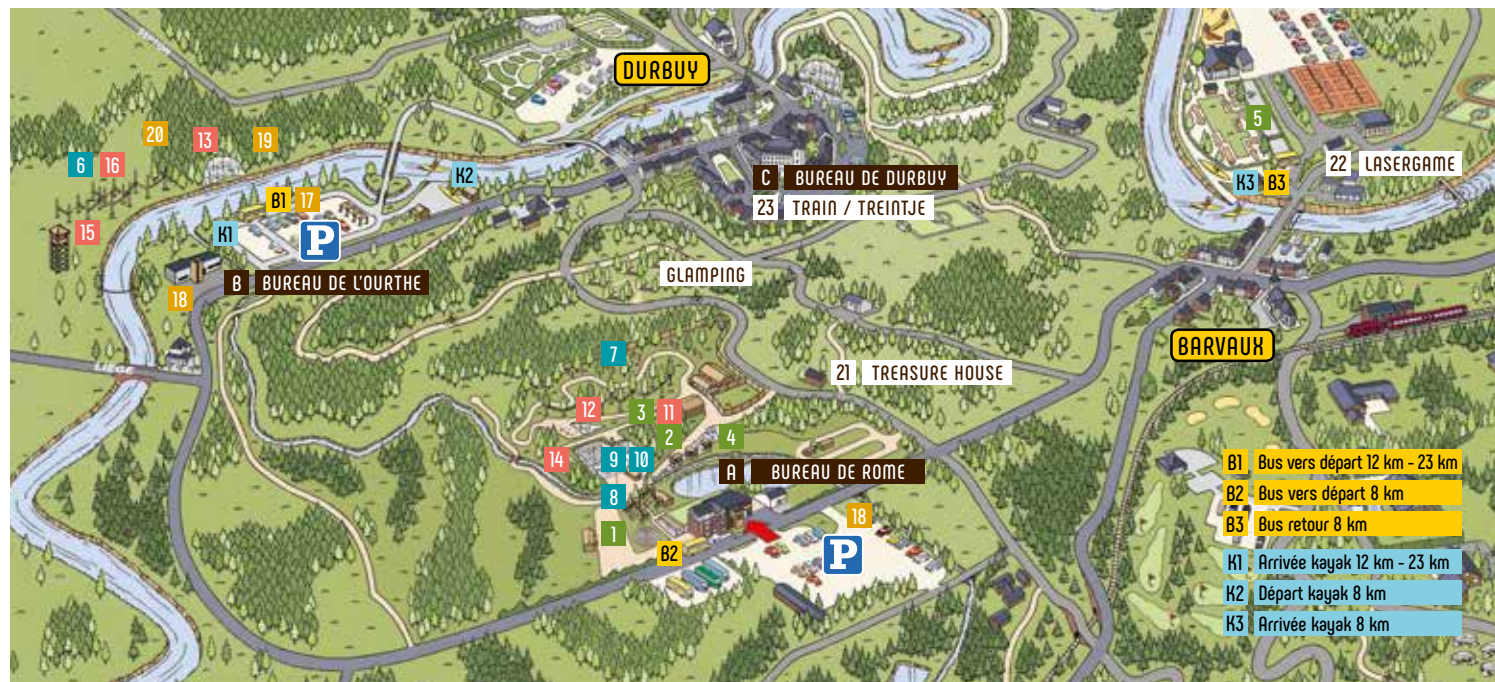 DURBUY
20
13
19
5
6
16
K2
22 LASERGAME
C BUREAU DE DURBUY
K3 B3
B1 17
23 TRAIN / TREINTJE
15
K1
P
GLAMPING
B BUREAU DE L'OURTHE
18
BARVAUX
7
LIEGE
21 TREASURE HOUSE
12
3 11
2
4
14
9 10
A BUREAU DE ROME
8
18
1
B2
P
B1 Bus vers départ 12 km - 23 km
B2 Bus vers départ 8 km
B3 Bus retour 8 km
K1 Arrivée kayak 12 km - 23 km
K2 Départ kayak 8 km
K3 Arrivée kayak 8 km